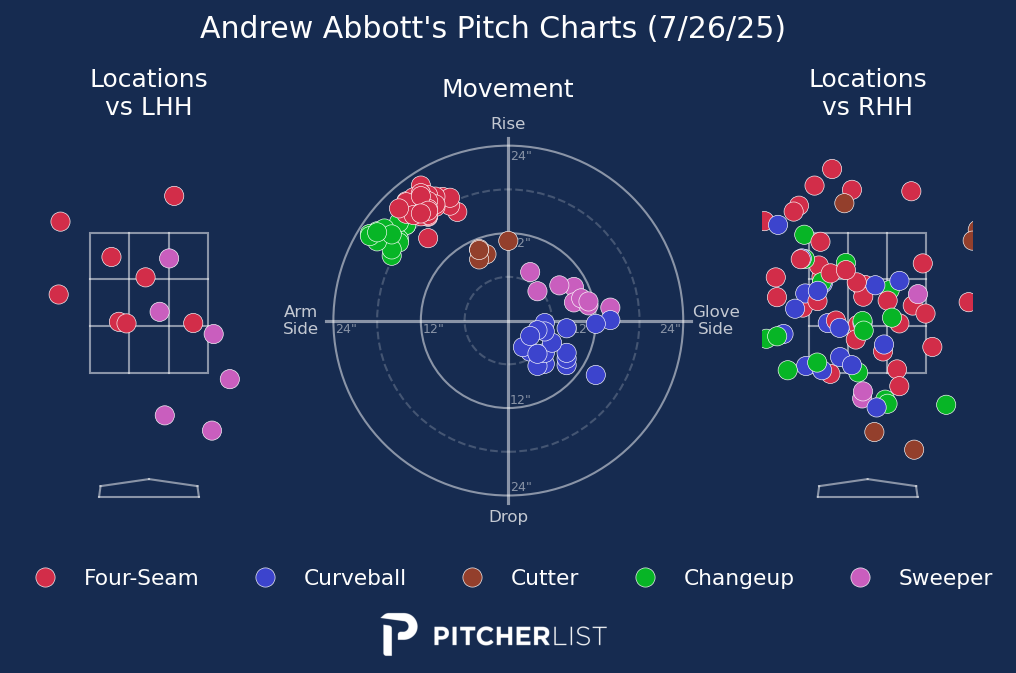 Andrew Abbott's Pitch Charts (7/26/25)
Locations
vs LHH
Movement
Locations
vs RHH
Rise
24"
12"
Arm
Side
24"
12"
12"
24"
Glove
Side
12"
24"
Drop
Four-Seam
Curveball
Cutter
Changeup
Sweeper
PITCHERLIST